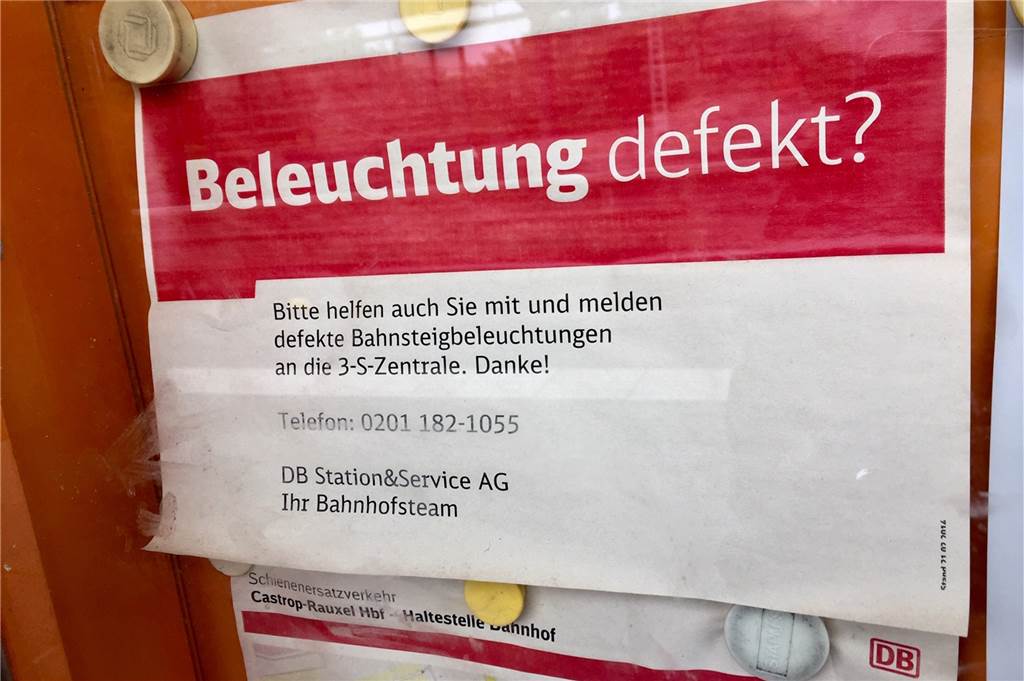 Beleuchtung defekt?
Bitte helfen auch Sie mit und melden
defekte Bahnsteigbeleuchtungen
an die 3-S-Zentrale. Danke!
Telefon: 0201 182-1055
DB Station&Service AG
Ihr Bahnhofsteam
Schienenersatzverkehr
Castrop-Rauxel Hbf - Haltestelle Bahnhof
DB